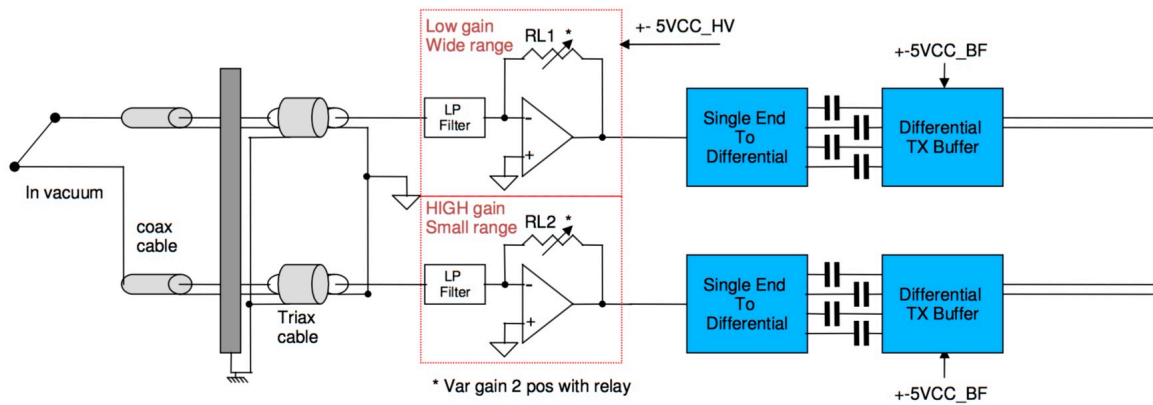 Low gain
Wide range
RL1 *
+- 5VCC_HV
+-5VCC_BF
LP
Filter
-
+
Single End
To
Differential
Differential
TX Buffer
In vacuum
coax
cable
HIGH gain
Small range
RL2 *
LP
Filter
-
+
Single End
To
Differential
Differential
TX Buffer
Triax
cable
* Var gain 2 pos with relay
+-5VCC_BF